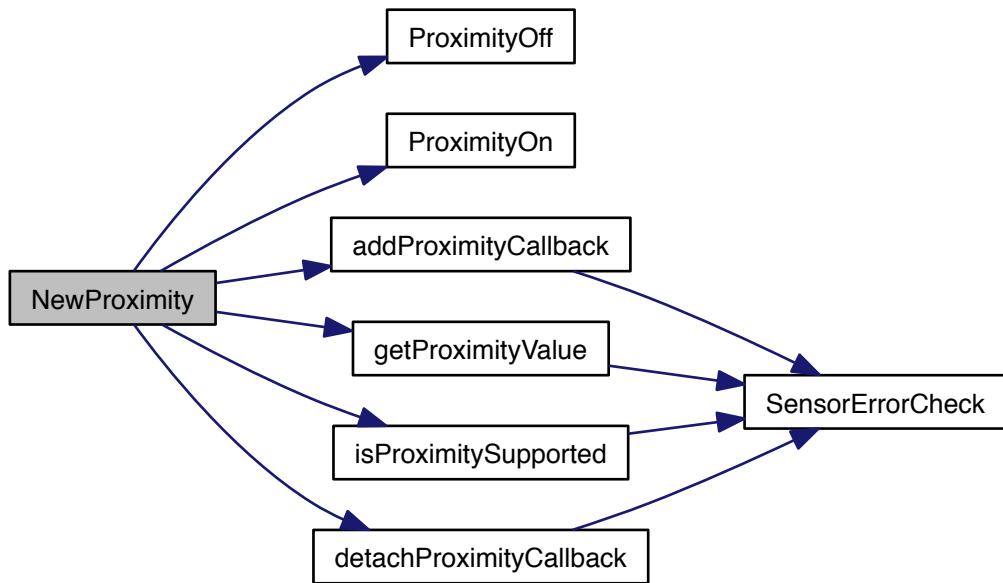 ProximityOff
ProximityOn
addProximityCallback
NewProximity
getProximityValue
SensorErrorCheck
isProximitySupported
detachProximityCallback